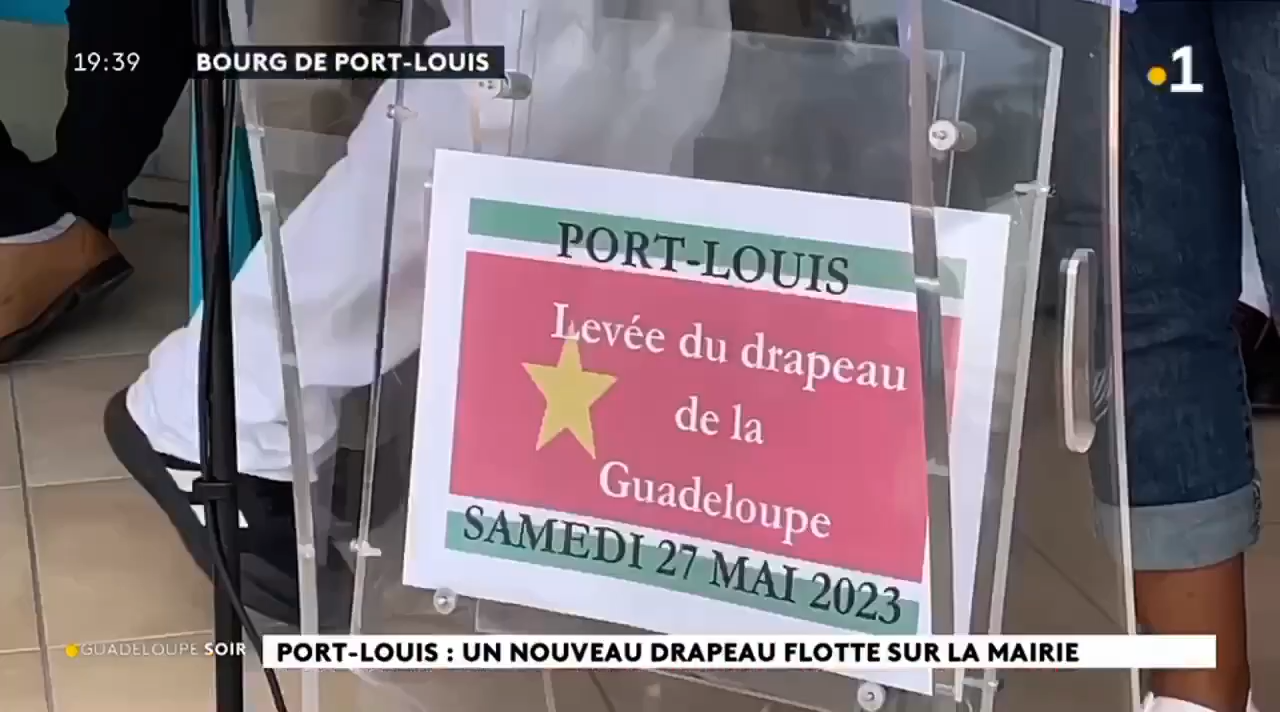 19:39
BOURG DE PORT-LOUIS
1
PORT-LOUIS
Levée du drapeau
de la
Guadeloupe
SAMEDI 27 MAI 2023
GUADELOUPE SOIR
PORT-LOUIS : UN NOUVEAU DRAPEAU FLOTTE SUR LA MAIRIE